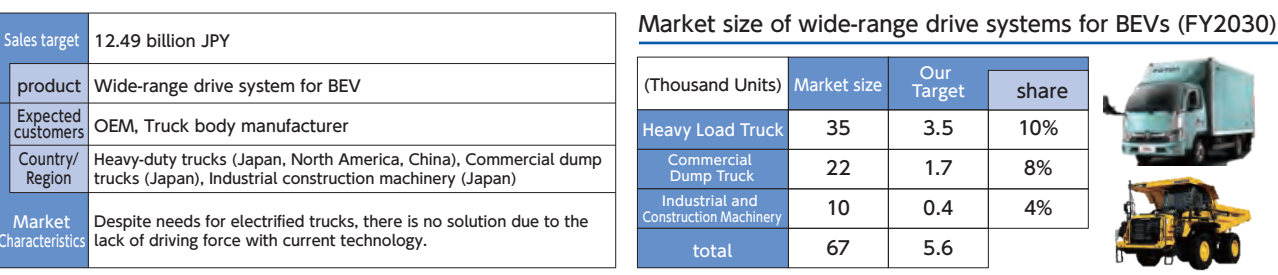 Sales target 12.49 billion JPY
product Wide-range drive system for BEV
Expected
customers
OEM, Truck body manufacturer
Country/
Region
Heavy-duty trucks (Japan, North America, China), Commercial dump
trucks (Japan), Industrial construction machinery (Japan)
Market
Characteristics
Despite needs for electrified trucks, there is no solution due to the
lack of driving force with current technology.
Market size of wide-range drive systems for BEVs (FY2030)
(Thousand Units) Market size Our
Target share
Heavy Load Truck 35 3.5 10%
Commercial
Dump Truck 22 1.7 8%
Industrial and
Construction Machinery 10 0.4 4%
total 67 5.6